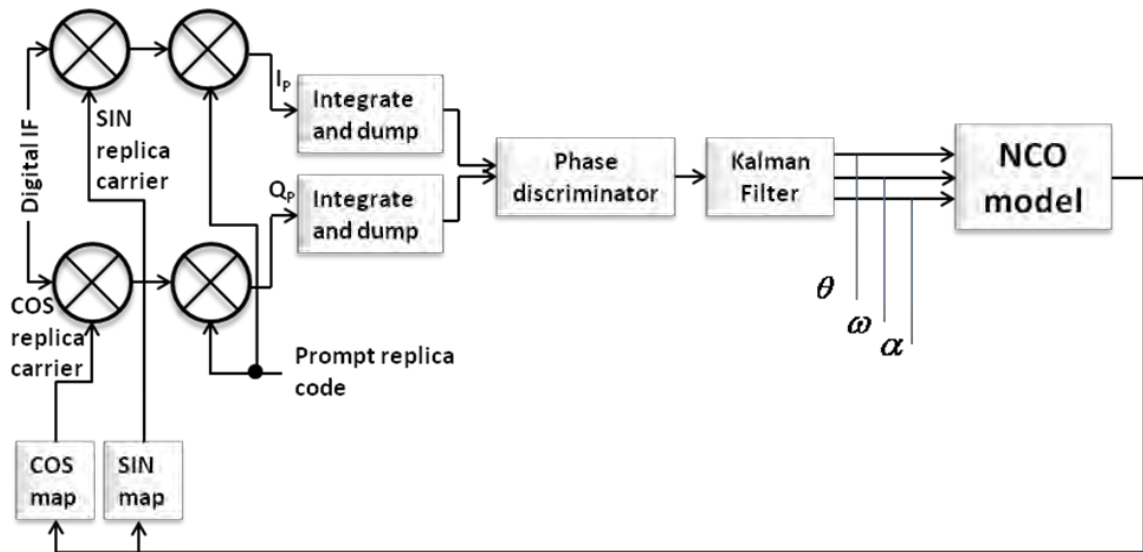 Digital IF
SIN
replica
carrier
I_P
Integrate
and dump
Q_P
Integrate
and dump
Phase
discriminator
Kalman
Filter
NCO
model
θ
ω
α
COS
replica
carrier
Prompt replica
code
COS
map
SIN
map